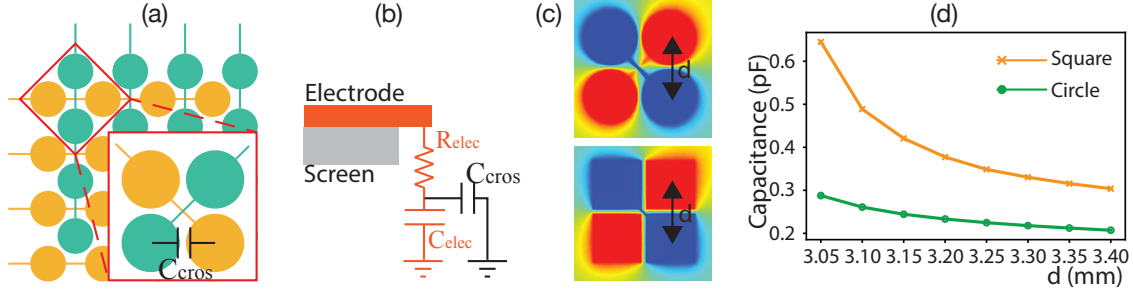 (a)
Ccros
(b)
Electrode
Screen
Relec
Ccros
Celec
(c)
d
d
(d)
Capacitance (pF)
0.6
0.5
0.4
0.3
0.2
Square
Circle
3.05 3.10 3.15 3.20 3.25 3.30 3.35 3.40
d (mm)